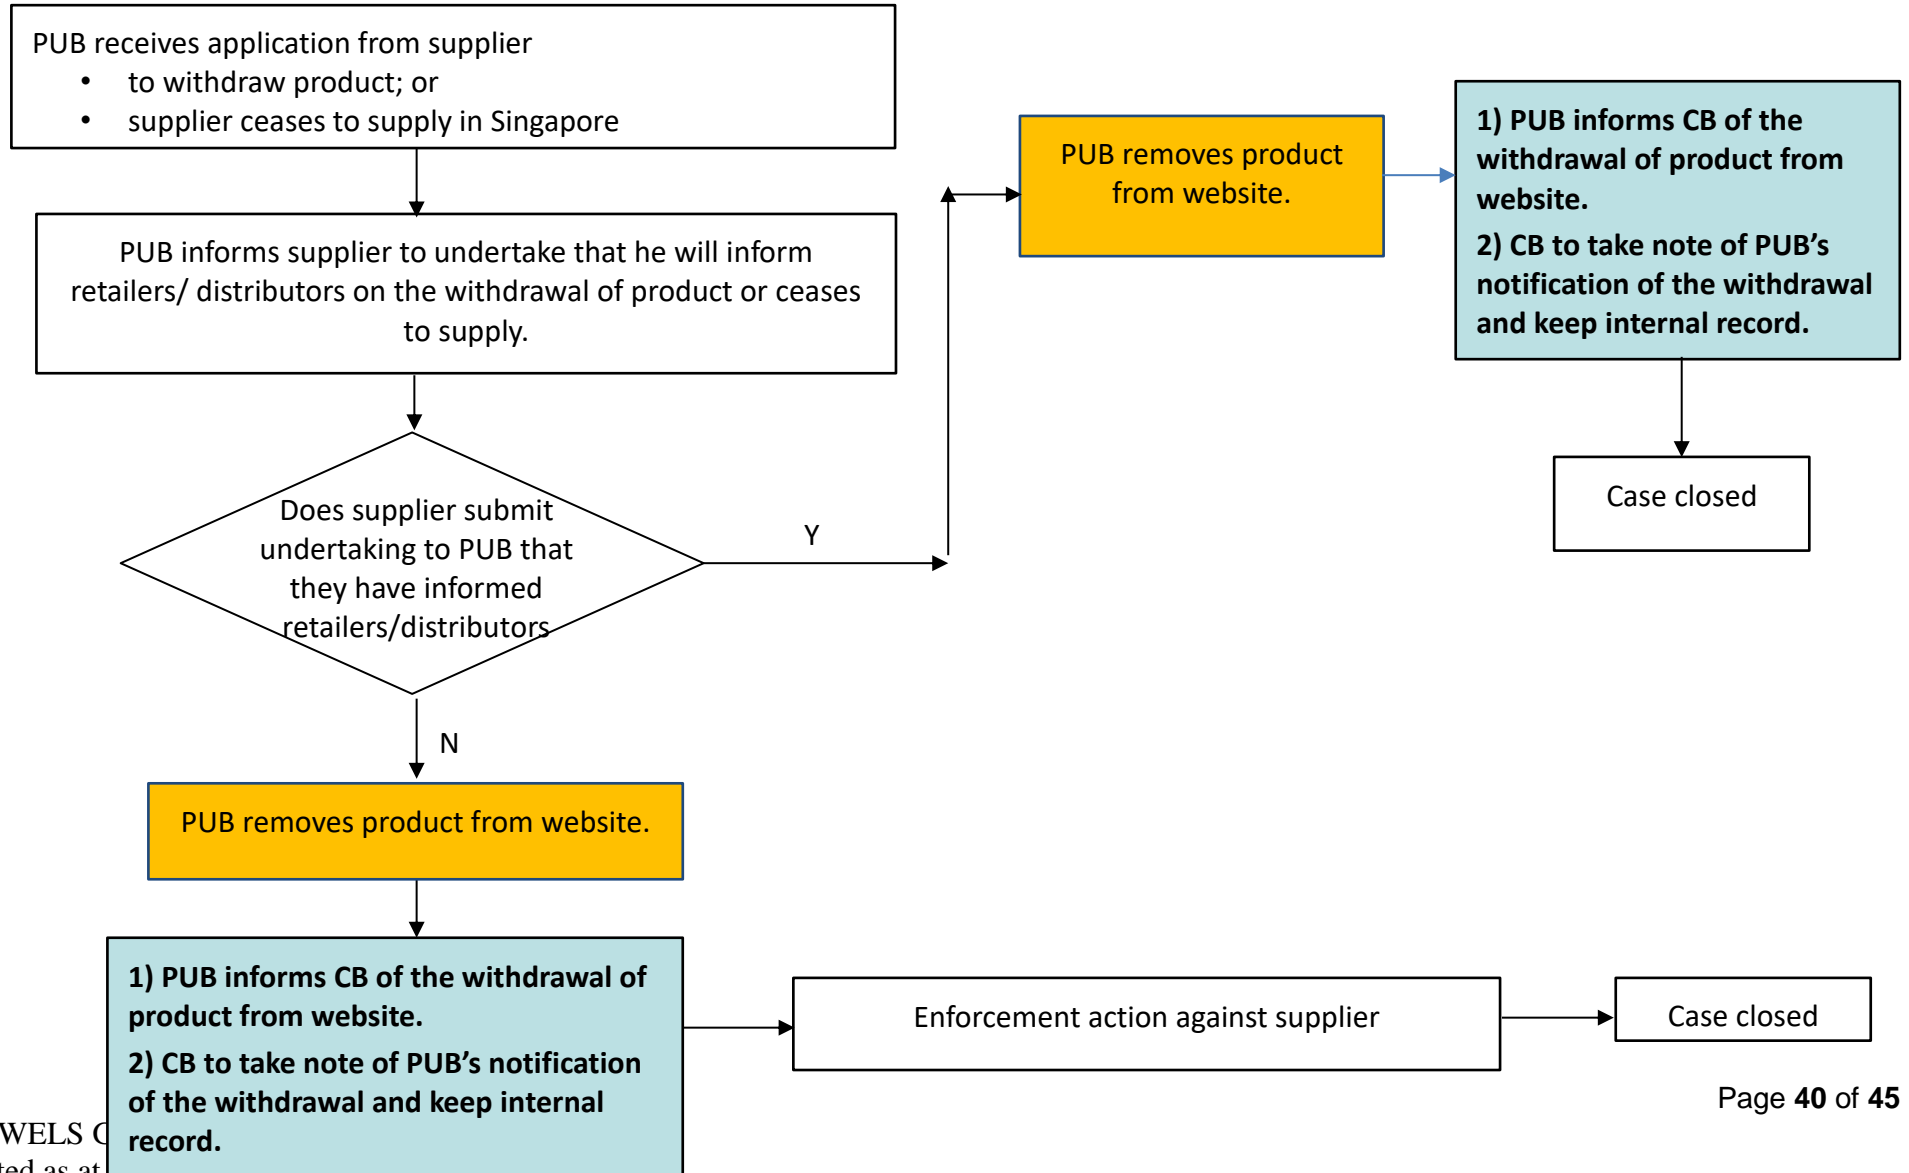 PUB receives application from supplier
• to withdraw product; or
• supplier ceases to supply in Singapore
PUB informs supplier to undertake that he will inform
retailers/ distributors on the withdrawal of product or ceases
to supply.
Does supplier submit
undertaking to PUB that
they have informed
retailers/distributors
Y
PUB removes product
from website.
1) PUB informs CB of the
withdrawal of product from
website.
2) CB to take note of PUB’s
notification of the withdrawal
and keep internal record.
Case closed
N
PUB removes product from website.
1) PUB informs CB of the withdrawal of
product from website.
2) CB to take note of PUB’s notification
of the withdrawal and keep internal
record.
Enforcement action against supplier
Case closed
Page 40 of 45
WELS
as at